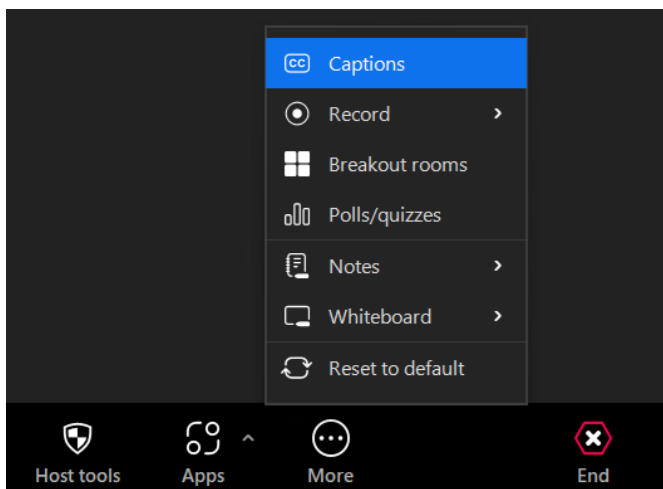 CC Captions
Record
Breakout rooms
Polls/quizzes
Notes
Whiteboard
Reset to default
Host tools Apps More End